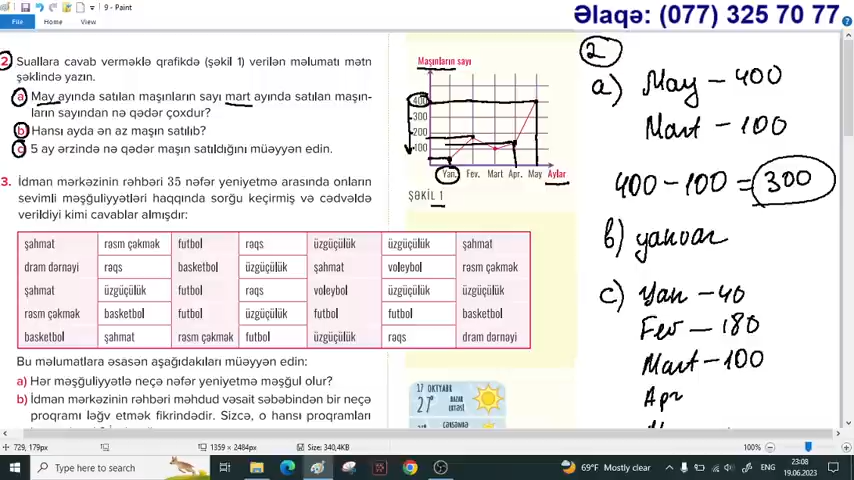 9 - Paint
Əlaqə: (077) 325 70 77
File
Home
View
2 Suallara cavab verməklə qrafikdə (şəkil 1) verilən məlumatı mətn
şəklində yazın.
a May ayında satılan maşınların sayı mart ayında satılan maşın-
ların sayından nə qədər çoxdur?
b Hansı ayda ən az maşın satılıb?
c 5 ay ərzində nə qədər maşın satıldığını müəyyən edin.
Maşınların sayı
400
300
200
100
Yan. Fev. Mart Apr. May Aylar
ŞƏKİL 1
3. İdman mərkəzinin rəhbəri 35 nəfər yeniyetmə arasında onların
sevimli məşğuliyyətləri haqqında sorğu keçirmiş və cədvəldə
verildiyi kimi cavablar almışdır:
şahmat rəsm çəkmək futbol rəqs üzgüçülük üzgüçülük şahmat
dram dərnəyi rəqs basketbol üzgüçülük şahmat voleybol rəsm çəkmək
şahmat üzgüçülük futbol rəqs voleybol üzgüçülük üzgüçülük
rəsm çəkmək basketbol futbol üzgüçülük futbol futbol basketbol
basketbol şahmat rəsm çəkmək futbol üzgüçülük rəqs dram dərnəyi
Bu məlumatlara əsasən aşağıdakıları müəyyən edin:
a) Hər məşğuliyyətlə neçə nəfər yeniyetmə məşğul olur?
b) İdman mərkəzinin rəhbəri məhdud vəsait səbəbindən bir neçə
proqramı ləğv etmək fikrindədir. Sizcə, o hansı proqramları
17 OKTYABR
27°
2
a) May – 400
Mart – 100
400 – 100 = 300
b) yanvar
c) Yan – 40
Fev – 180
Mart – 100
Apr
729, 179px
1359 × 2484px
Size: 340,4KB
100%
Type here to search
69°F Mostly clear
ENG
23:08
19.06.2023